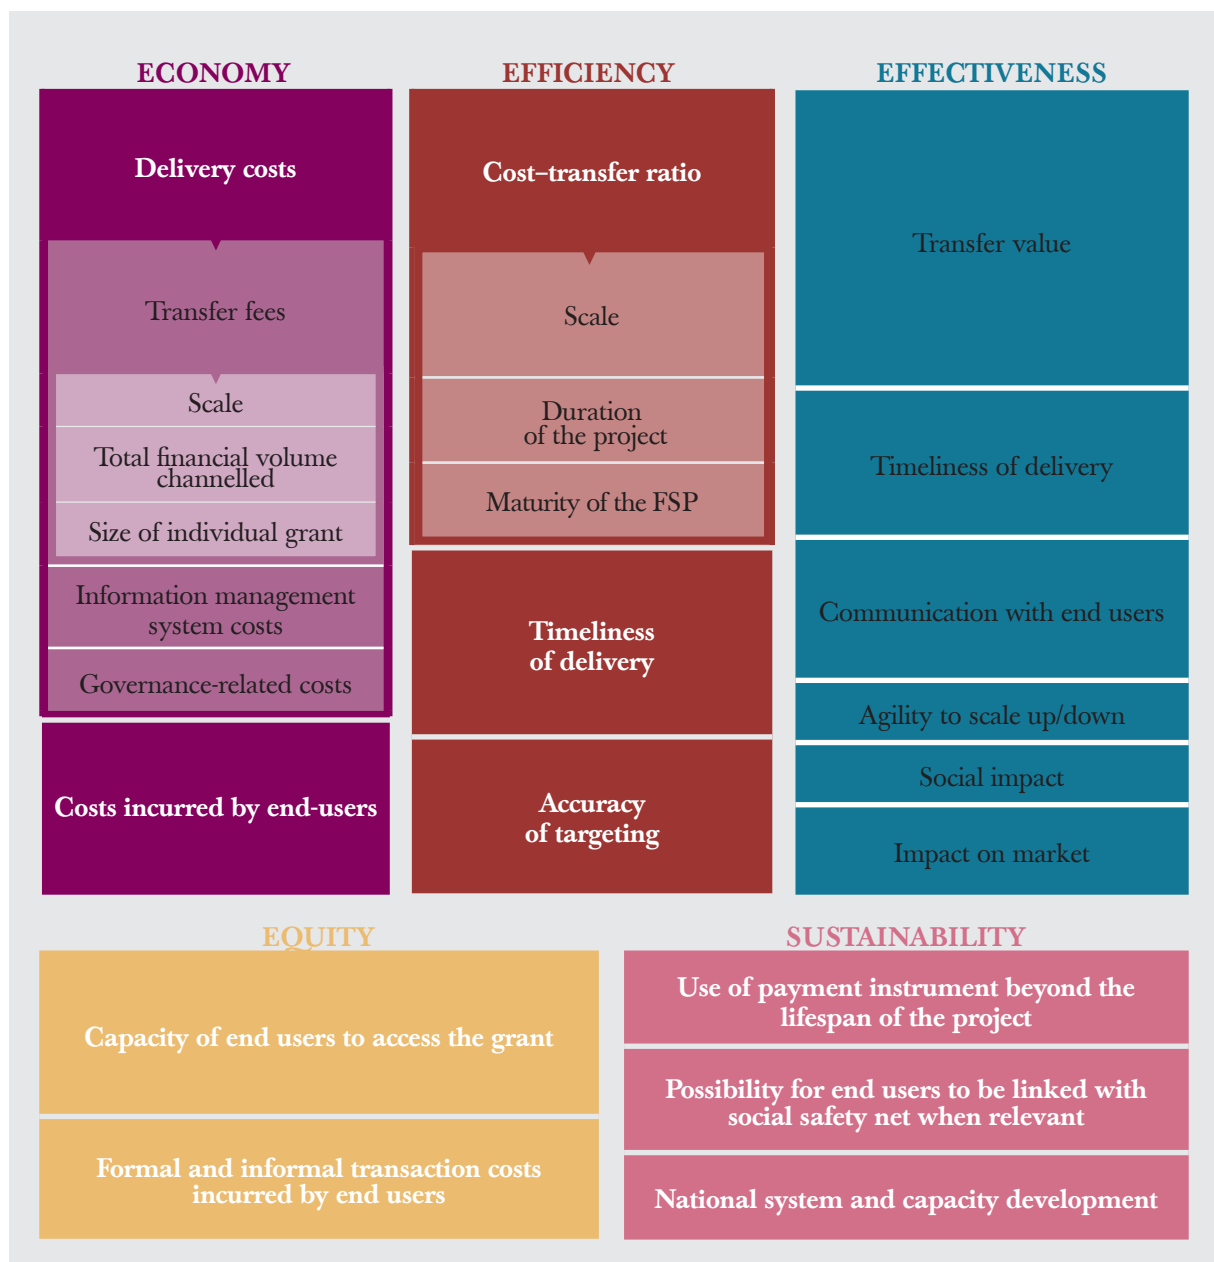 ECONOMY
Delivery costs
Transfer fees
Scale
Total financial volume
channelled
Size of individual grant
Information management
system costs
Governance-related costs
Costs incurred by end-users
EFFICIENCY
Cost–transfer ratio
Scale
Duration
of the project
Maturity of the FSP
Timeliness
of delivery
Accuracy
of targeting
EFFECTIVENESS
Transfer value
Timeliness of delivery
Communication with end users
Agility to scale up/down
Social impact
Impact on market
EQUITY
Capacity of end users to access the grant
Formal and informal transaction costs
incurred by end users
SUSTAINABILITY
Use of payment instrument beyond the
lifespan of the project
Possibility for end users to be linked with
social safety net when relevant
National system and capacity development